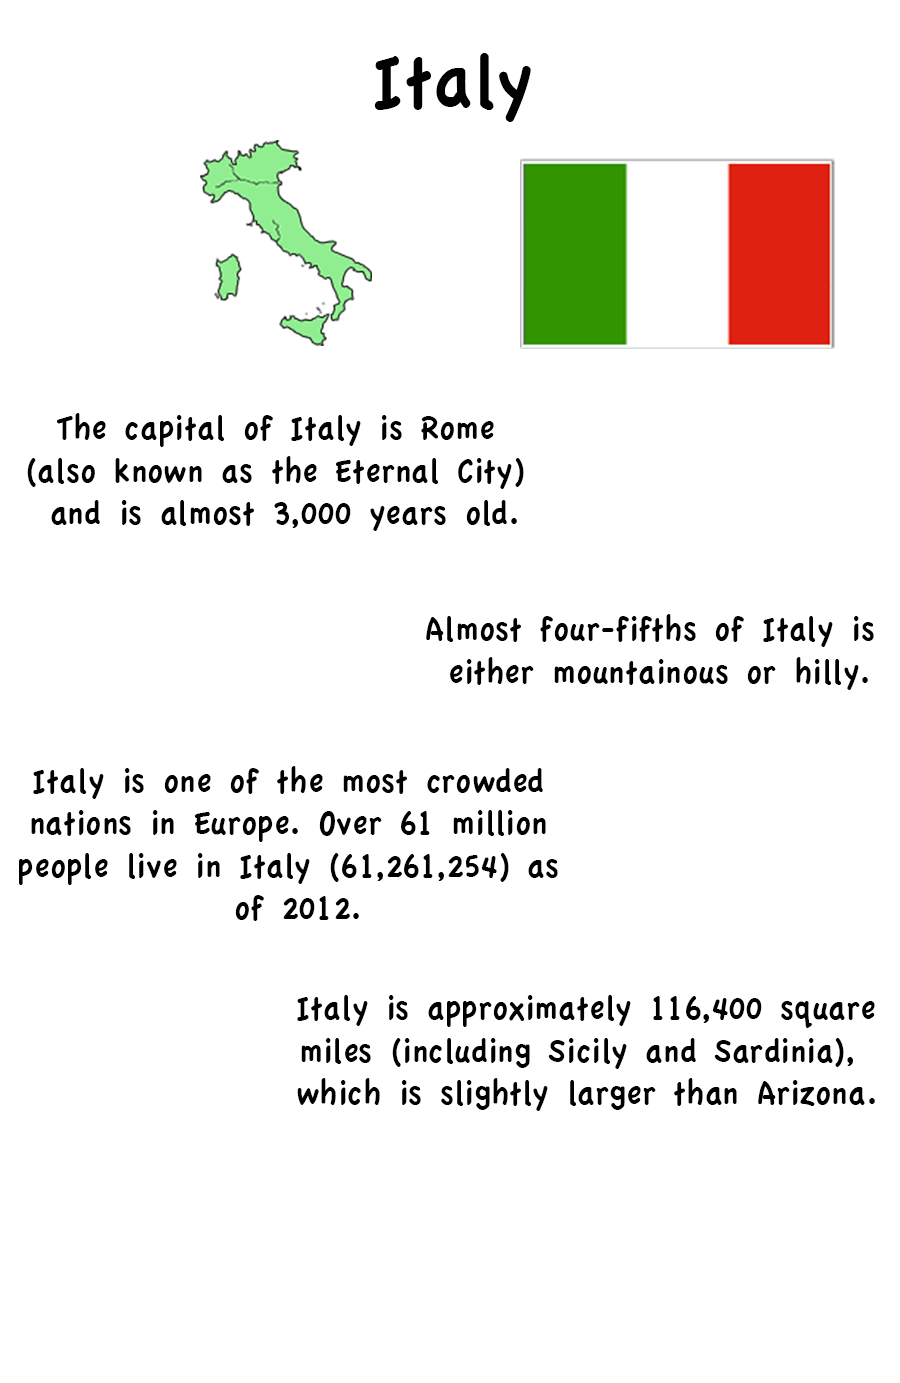 Italy
The capital of Italy is Rome
(also known as the Eternal City)
and is almost 3,000 years old.
Almost four-fifths of Italy is
either mountainous or hilly.
Italy is one of the most crowded
nations in Europe. Over 61 million
people live in Italy (61,261,254) as
of 2012.
Italy is approximately 116,400 square
miles (including Sicily and Sardinia),
which is slightly larger than Arizona.